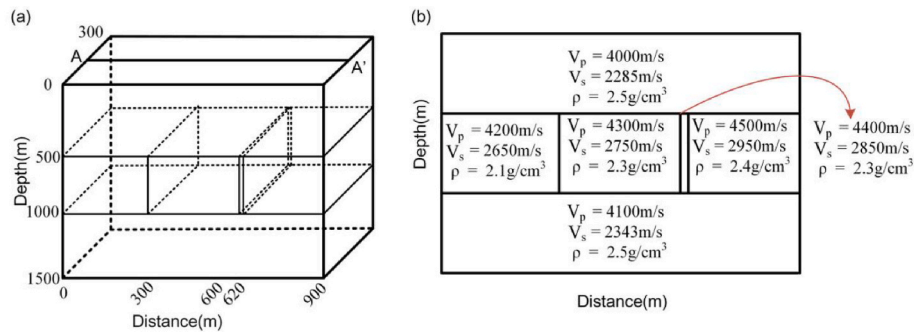 (a)
300
A
A'
0
500
1000
1500
Depth(m)
0
300
600
620
900
Distance(m)
(b)
Vp = 4000m/s
Vs = 2285m/s
ρ = 2.5g/cm³
Vp = 4200m/s
Vs = 2650m/s
ρ = 2.1g/cm³
Vp = 4300m/s
Vs = 2750m/s
ρ = 2.3g/cm³
Vp = 4500m/s
Vs = 2950m/s
ρ = 2.4g/cm³
Vp = 4400m/s
Vs = 2850m/s
ρ = 2.3g/cm³
Vp = 4100m/s
Vs = 2343m/s
ρ = 2.5g/cm³
Depth(m)
Distance(m)